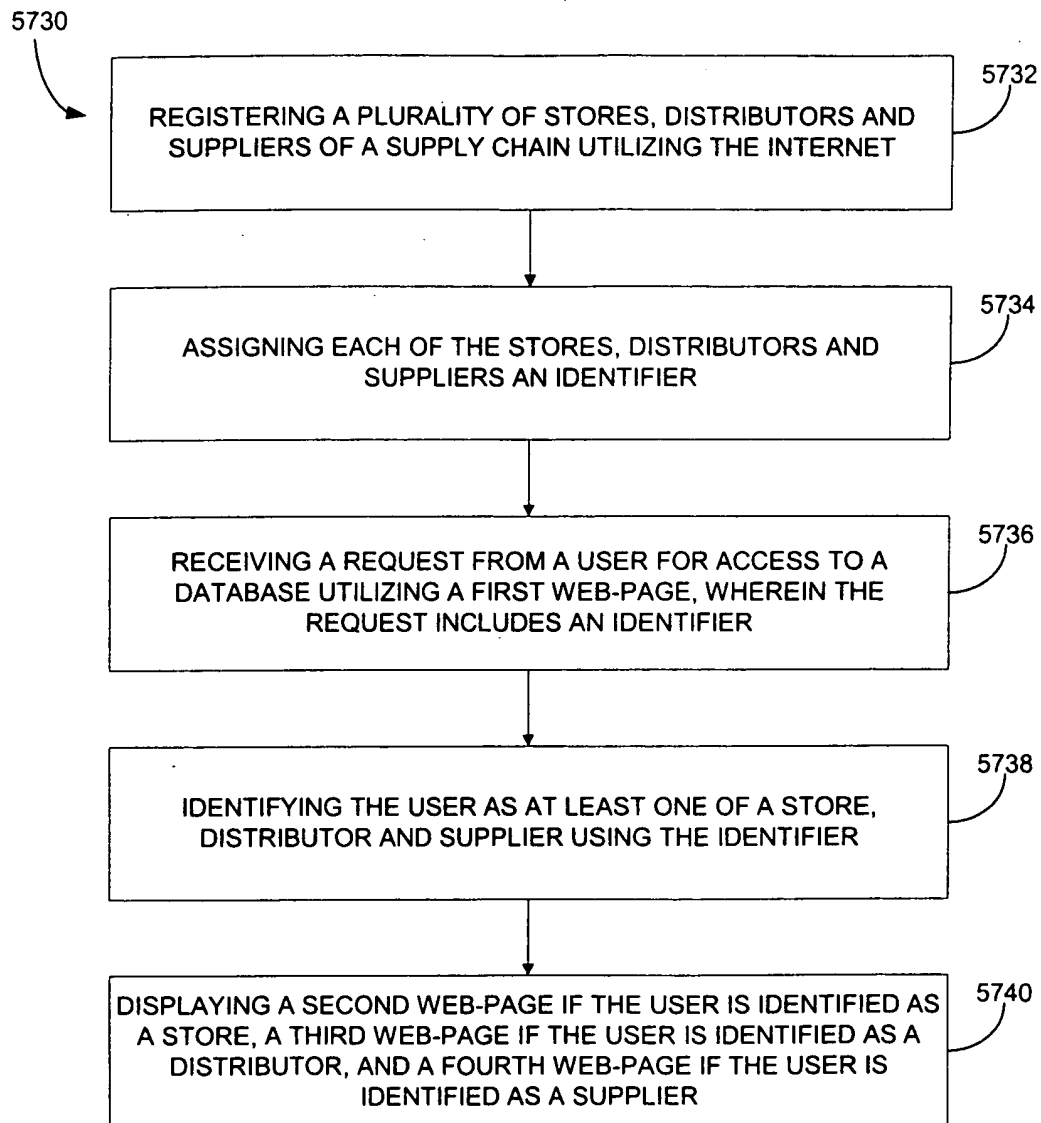 5730
5732
REGISTERING A PLURALITY OF STORES, DISTRIBUTORS AND
SUPPLIERS OF A SUPPLY CHAIN UTILIZING THE INTERNET
5734
ASSIGNING EACH OF THE STORES, DISTRIBUTORS AND
SUPPLIERS AN IDENTIFIER
5736
RECEIVING A REQUEST FROM A USER FOR ACCESS TO A
DATABASE UTILIZING A FIRST WEB-PAGE, WHEREIN THE
REQUEST INCLUDES AN IDENTIFIER
5738
IDENTIFYING THE USER AS AT LEAST ONE OF A STORE,
DISTRIBUTOR AND SUPPLIER USING THE IDENTIFIER
5740
DISPLAYING A SECOND WEB-PAGE IF THE USER IS IDENTIFIED AS
A STORE, A THIRD WEB-PAGE IF THE USER IS IDENTIFIED AS A
DISTRIBUTOR, AND A FOURTH WEB-PAGE IF THE USER IS
IDENTIFIED AS A SUPPLIER